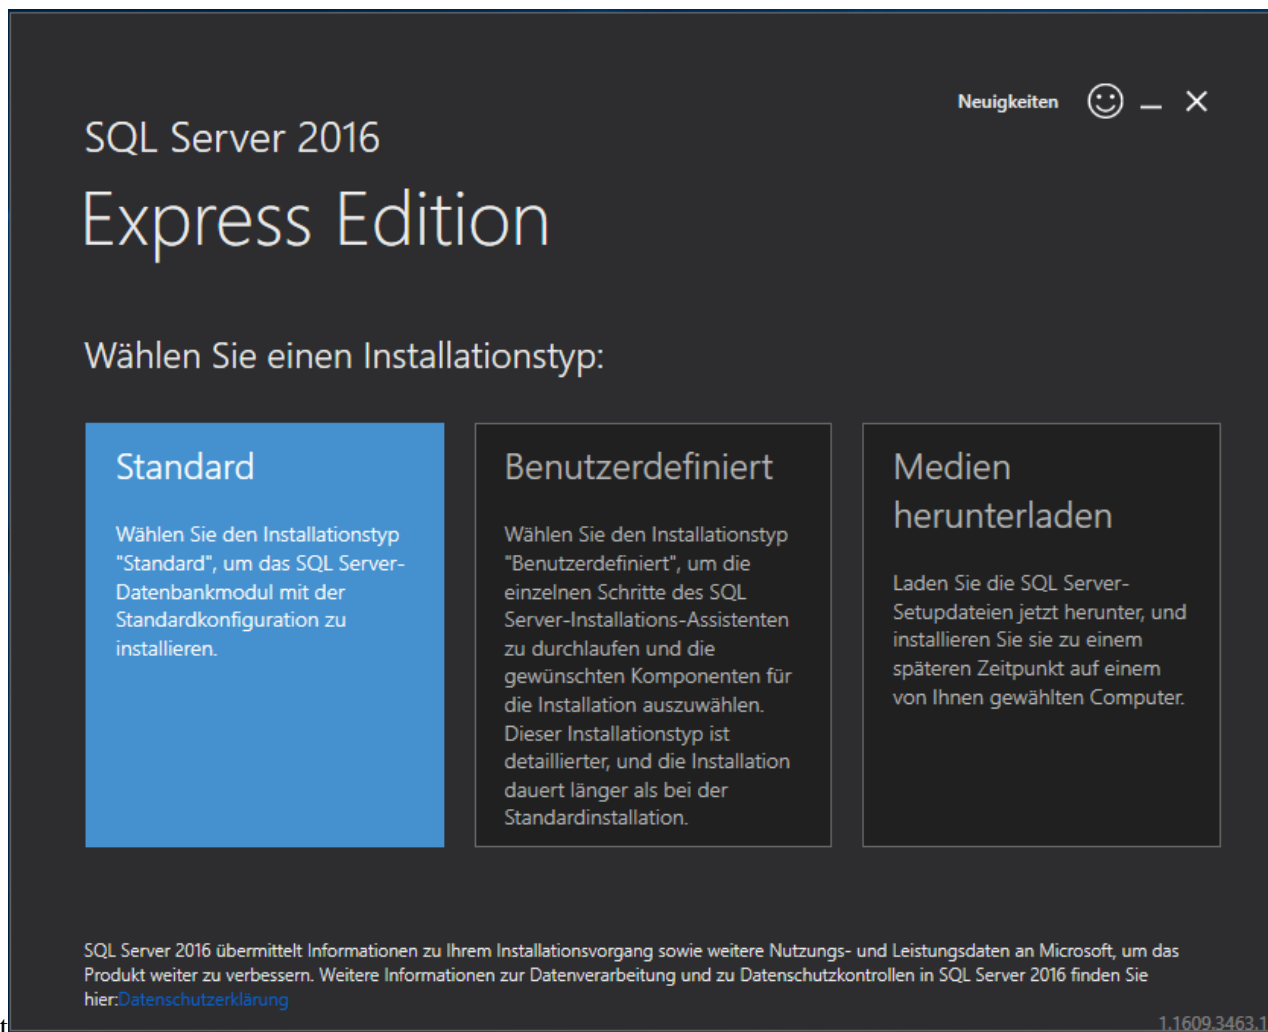 Neuigkeiten
SQL Server 2016
Express Edition
Wählen Sie einen Installationstyp:
Standard
Wählen Sie den Installationstyp
"Standard", um das SQL Server-
Datenbankmodul mit der
Standardkonfiguration zu
installieren.
Benutzerdefiniert
Wählen Sie den Installationstyp
"Benutzerdefiniert", um die
einzelnen Schritte des SQL
Server-Installations-Assistenten
zu durchlaufen und die
gewünschten Komponenten für
die Installation auszuwählen.
Dieser Installationstyp ist
detaillierter, und die Installation
dauert länger als bei der
Standardinstallation.
Medien
herunterladen
Laden Sie die SQL Server-
Setupdateien jetzt herunter, und
installieren Sie sie zu einem
späteren Zeitpunkt auf einem
von Ihnen gewählten Computer.
SQL Server 2016 übermittelt Informationen zu Ihrem Installationsvorgang sowie weitere Nutzungs- und Leistungsdaten an Microsoft, um das
Produkt weiter zu verbessern. Weitere Informationen zur Datenverarbeitung und zu Datenschutzkontrollen in SQL Server 2016 finden Sie
hier:Datenschutzerklärung
t
1.1609.3463.1